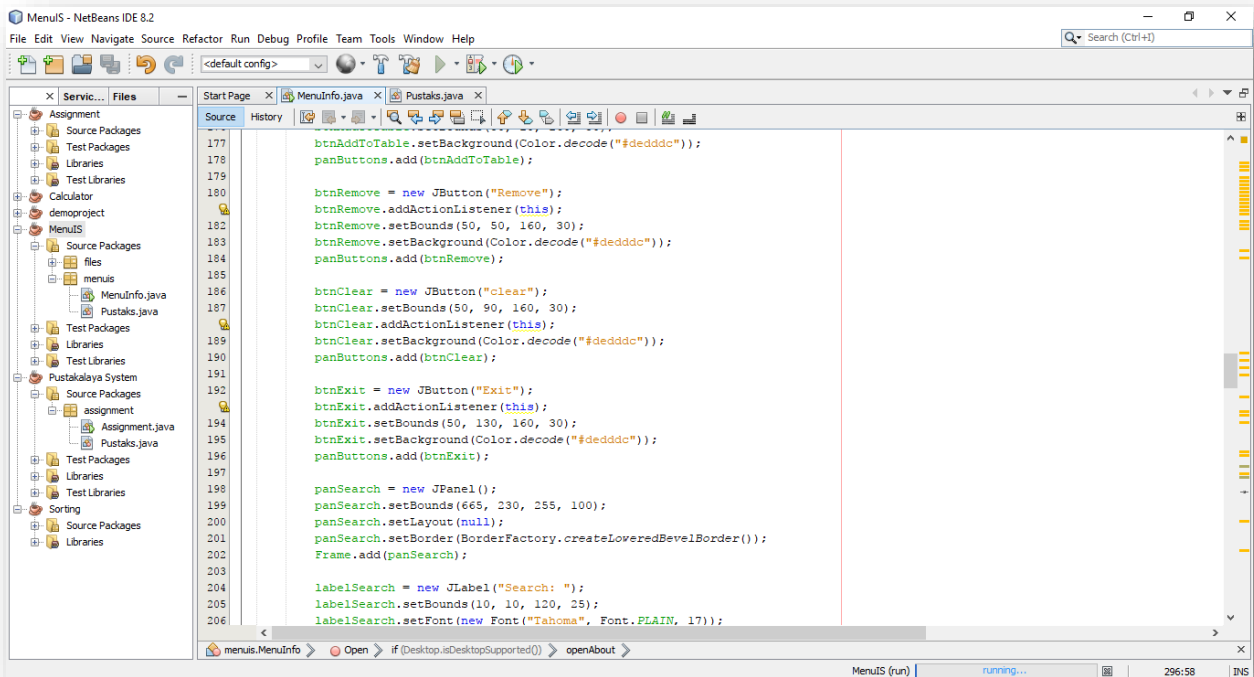 MenuIS - NetBeans IDE 8.2
File Edit View Navigate Source Refactor Run Debug Profile Team Tools Window Help
Search (Ctrl+I)
<default config>
Servic... Files
Start Page MenuInfo.java Pustaks.java
Source History
Assignment
Source Packages
Test Packages
Libraries
Test Libraries
Calculator
demoproject
MenuIS
Source Packages
files
menuis
MenuInfo.java
Pustaks.java
Test Packages
Libraries
Test Libraries
Pustakalaya System
Source Packages
assignment
Assignment.java
Pustaks.java
Test Packages
Libraries
Test Libraries
Sorting
Source Packages
Libraries
177 btnAddToTable.setBackground(Color.decode("#dedddc"));
178 panButtons.add(btnAddToTable);
179
180 btnRemove = new JButton("Remove");
btnRemove.addActionListener(this);
182 btnRemove.setBounds(50, 50, 160, 30);
183 btnRemove.setBackground(Color.decode("#dedddc"));
184 panButtons.add(btnRemove);
185
186 btnClear = new JButton("clear");
187 btnClear.setBounds(50, 90, 160, 30);
btnClear.addActionListener(this);
189 btnClear.setBackground(Color.decode("#dedddc"));
190 panButtons.add(btnClear);
191
192 btnExit = new JButton("Exit");
btnExit.addActionListener(this);
194 btnExit.setBounds(50, 130, 160, 30);
195 btnExit.setBackground(Color.decode("#dedddc"));
196 panButtons.add(btnExit);
197
198 panSearch = new JPanel();
199 panSearch.setBounds(665, 230, 255, 100);
200 panSearch.setLayout(null);
201 panSearch.setBorder(BorderFactory.createLoweredBevelBorder());
202 Frame.add(panSearch);
203
204 labelSearch = new JLabel("Search: ");
205 labelSearch.setBounds(10, 10, 120, 25);
206 labelSearch.setFont(new Font("Tahoma", Font.PLAIN, 17));
menuis.MenuInfo Open if (Desktop.isDesktopSupported()) openAbout
MenuIS (run) running... 296:58 INS